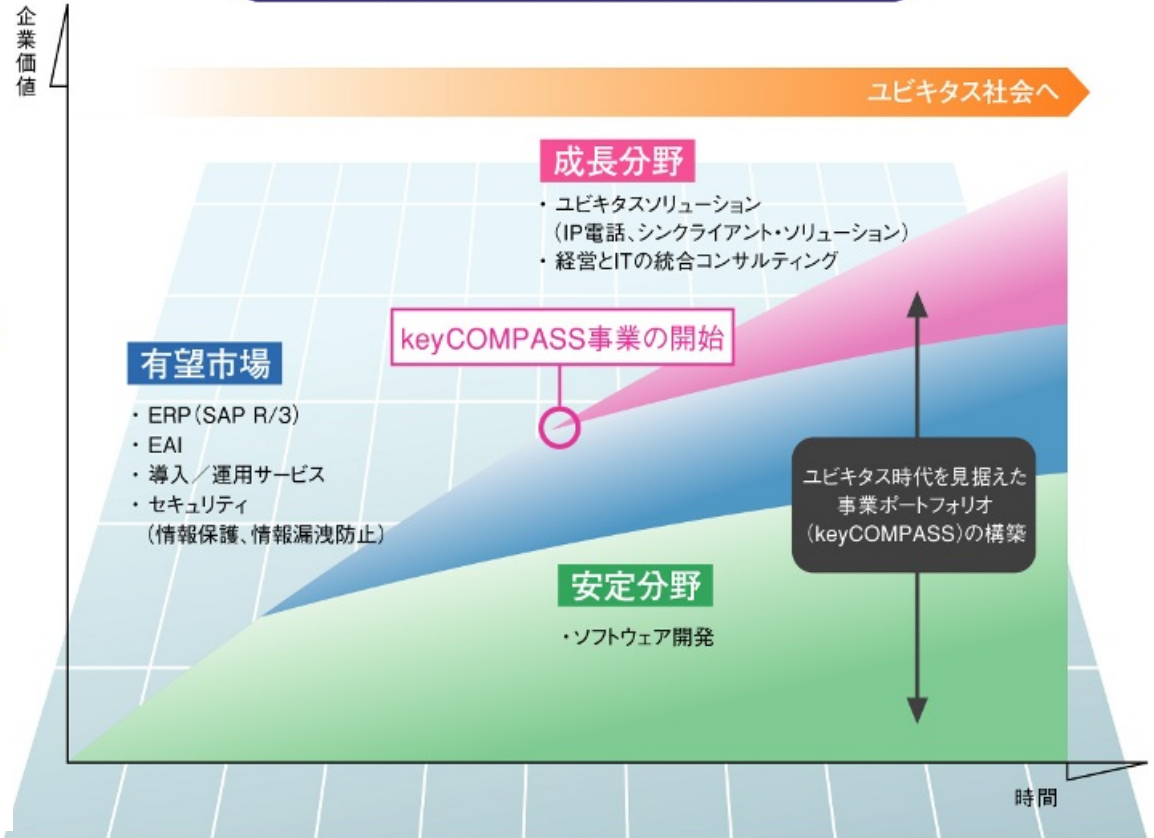 企業価値
ユビキタス社会へ
成長分野
・ ユビキタスソリューション
（IP電話、シンクライアント・ソリューション）
・ 経営とITの統合コンサルティング
keyCOMPASS事業の開始
有望市場
・ ERP（SAP R/3）
・ EAI
・ 導入／運用サービス
・ セキュリティ
（情報保護、情報漏洩防止）
ユビキタス時代を見据えた
事業ポートフォリオ
（keyCOMPASS）の構築
安定分野
・ソフトウェア開発
時間